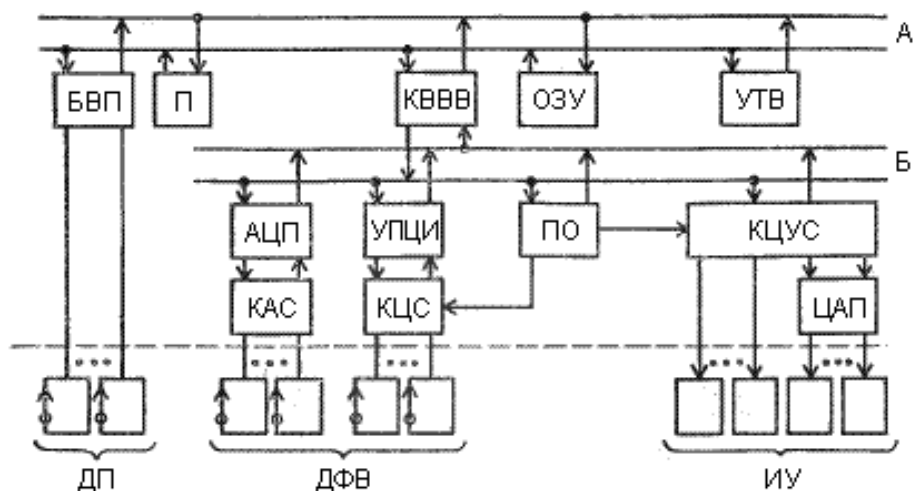 А
БВП П КВВВ ОЗУ УТВ
Б
АЦП УПЦИ ПО КЦУС
КАС КЦС ЦАП
ДП ДФВ ИУ